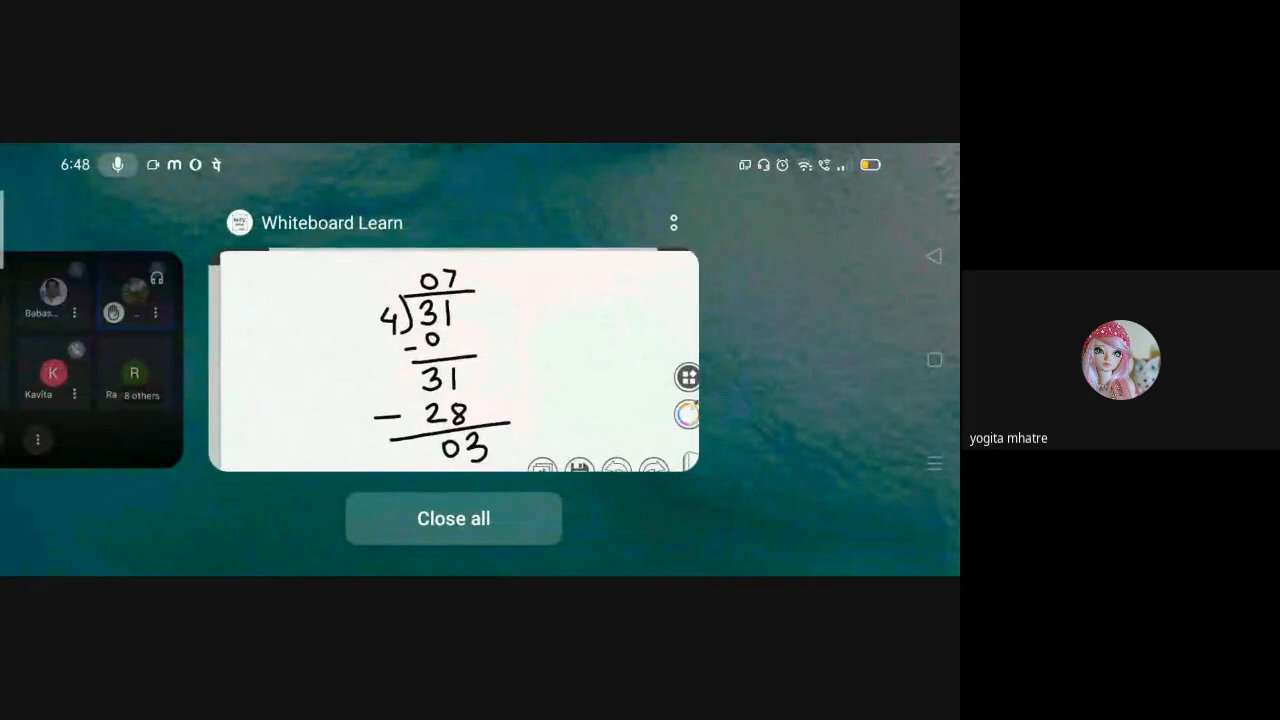 6:48 m पे
Whiteboard Learn
Babas...
...
K
Kavita
R
Ra 8 others
07
4)31
-0
31
- 28
03
Close all
yogita mhatre